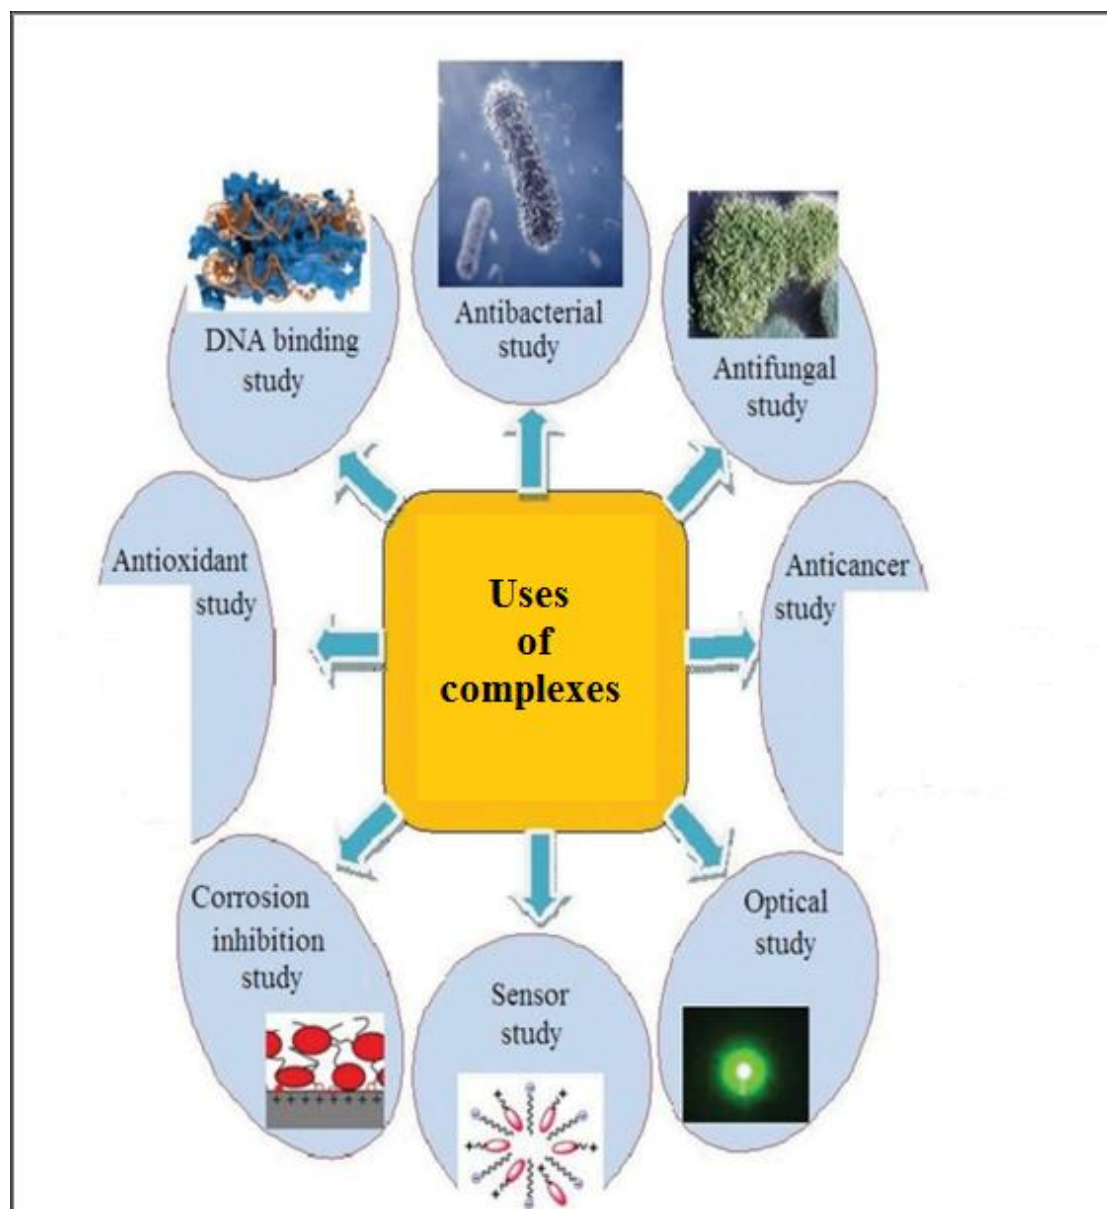 Antibacterial
study
DNA binding
study
Antifungal
study
Antioxidant
study
Uses
of
complexes
Anticancer
study
Corrosion
inhibition
study
Sensor
study
Optical
study